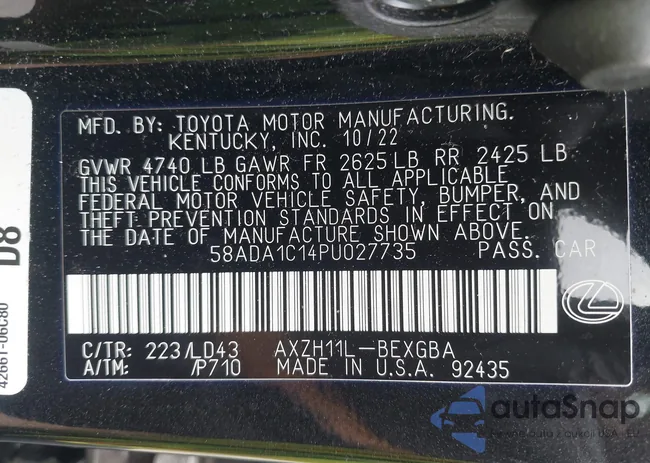 MFD. BY: TOYOTA MOTOR MANUFACTURING.
KENTUCKY, INC. 10/22
GVWR 4740 LB GAWR FR 2625 LB RR 2425 LB
THIS VEHICLE CONFORMS TO ALL APPLICABLE
FEDERAL MOTOR VEHICLE SAFETY, BUMPER, AND
THEFT PREVENTION STANDARDS IN EFFECT ON
THE DATE OF MANUFACTURE SHOWN ABOVE.
58ADA1C14PU027735 PASS. CAR
C/TR: 223/LD43 AXZH11L-BEXGBA
A/TM: /P710 MADE IN U.S.A. 92435
D8
42661-06C80
autoSnap